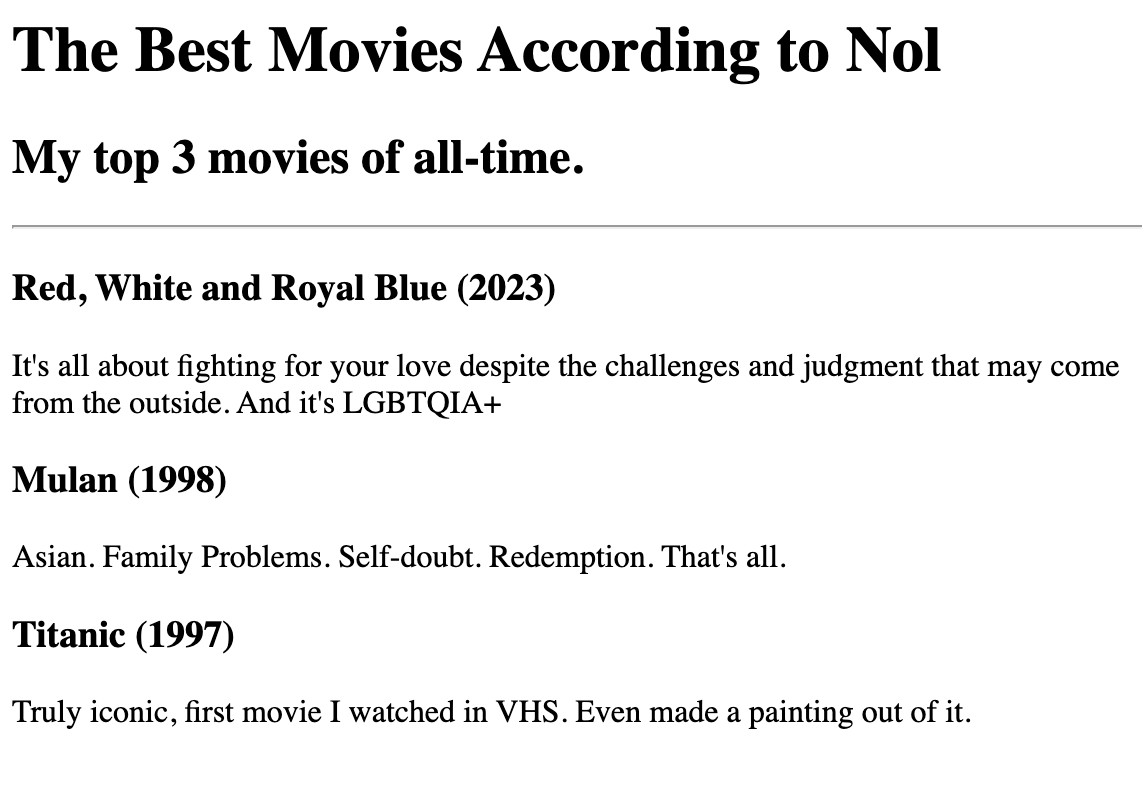 The Best Movies According to Nol
My top 3 movies of all-time.
Red, White and Royal Blue (2023)
It's all about fighting for your love despite the challenges and judgment that may come
from the outside. And it's LGBTQIA+
Mulan (1998)
Asian. Family Problems. Self-doubt. Redemption. That's all.
Titanic (1997)
Truly iconic, first movie I watched in VHS. Even made a painting out of it.